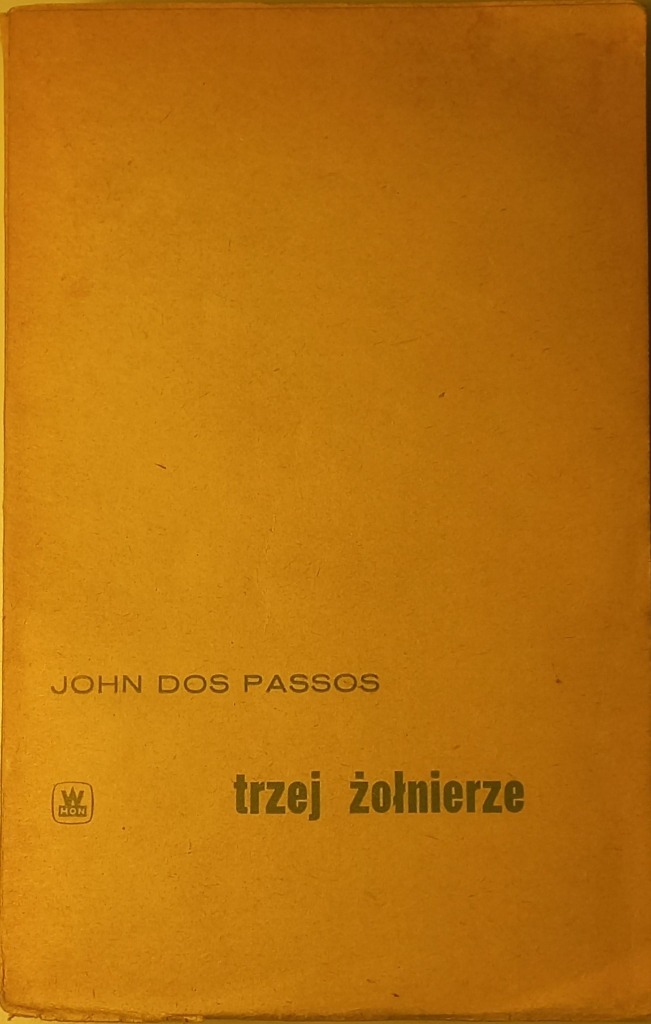 JOHN DOS PASSOS
W
MON
trzej żołnierze